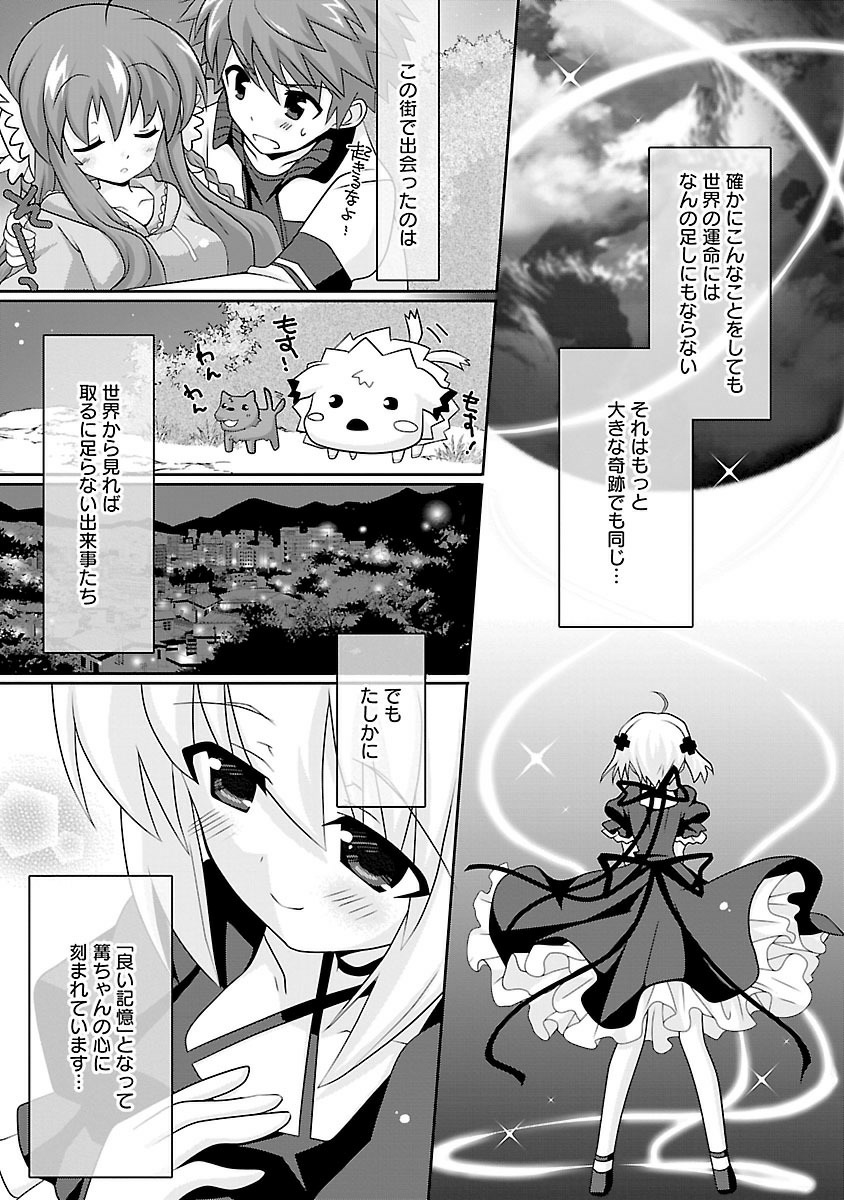 確かにこんなことをしても
世界の運命には
なんの足しにもならない
それはもっと
大きな奇跡でも同じ…
この街で出会ったのは
起きるなよ…
むにー
もす!
もす!
わん
わん
世界から見れば
取るに足らない出来事たち
でも
たしかに
「良い記憶」となって
篝ちゃんの心に
刻まれています…